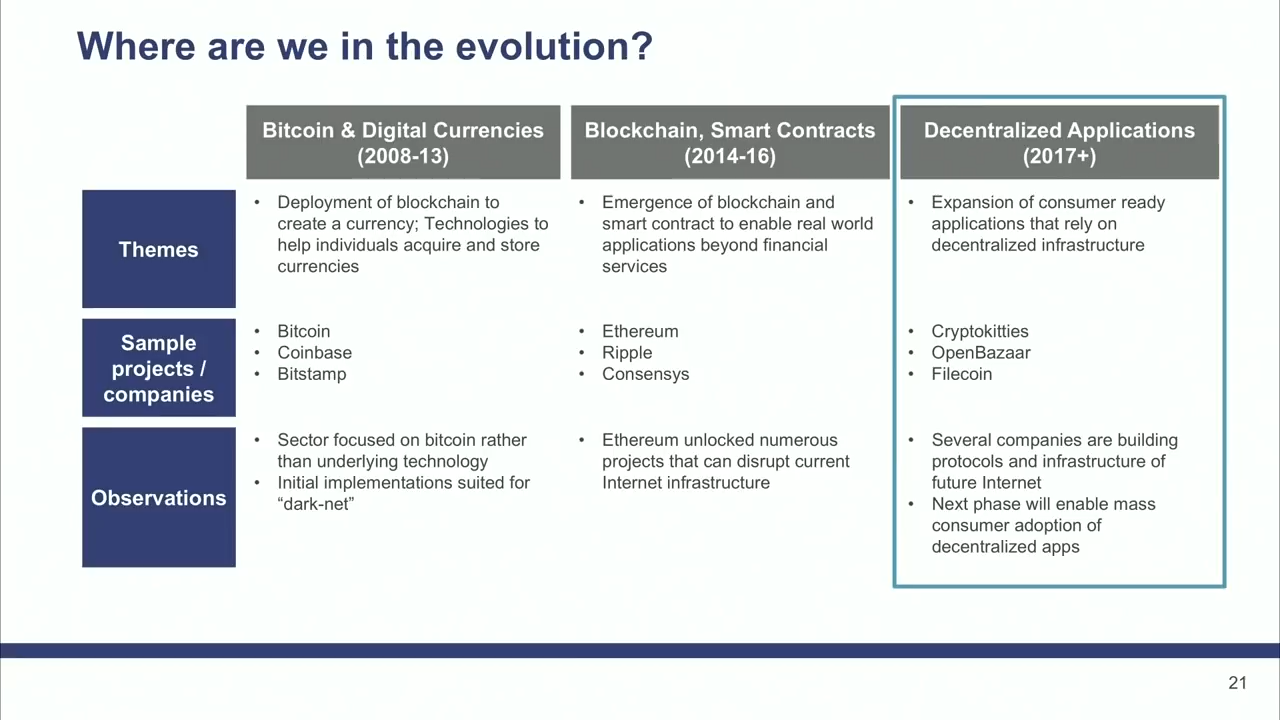 Where are we in the evolution?
Bitcoin & Digital Currencies
(2008-13)
Blockchain, Smart Contracts
(2014-16)
Decentralized Applications
(2017+)
Themes
• Deployment of blockchain to
create a currency; Technologies to
help individuals acquire and store
currencies
• Emergence of blockchain and
smart contract to enable real world
applications beyond financial
services
• Expansion of consumer ready
applications that rely on
decentralized infrastructure
Sample
projects /
companies
• Bitcoin
• Coinbase
• Bitstamp
• Ethereum
• Ripple
• Consensys
• Cryptokitties
• OpenBazaar
• Filecoin
Observations
• Sector focused on bitcoin rather
than underlying technology
• Initial implementations suited for
“dark-net”
• Ethereum unlocked numerous
projects that can disrupt current
Internet infrastructure
• Several companies are building
protocols and infrastructure of
future Internet
• Next phase will enable mass
consumer adoption of
decentralized apps
21